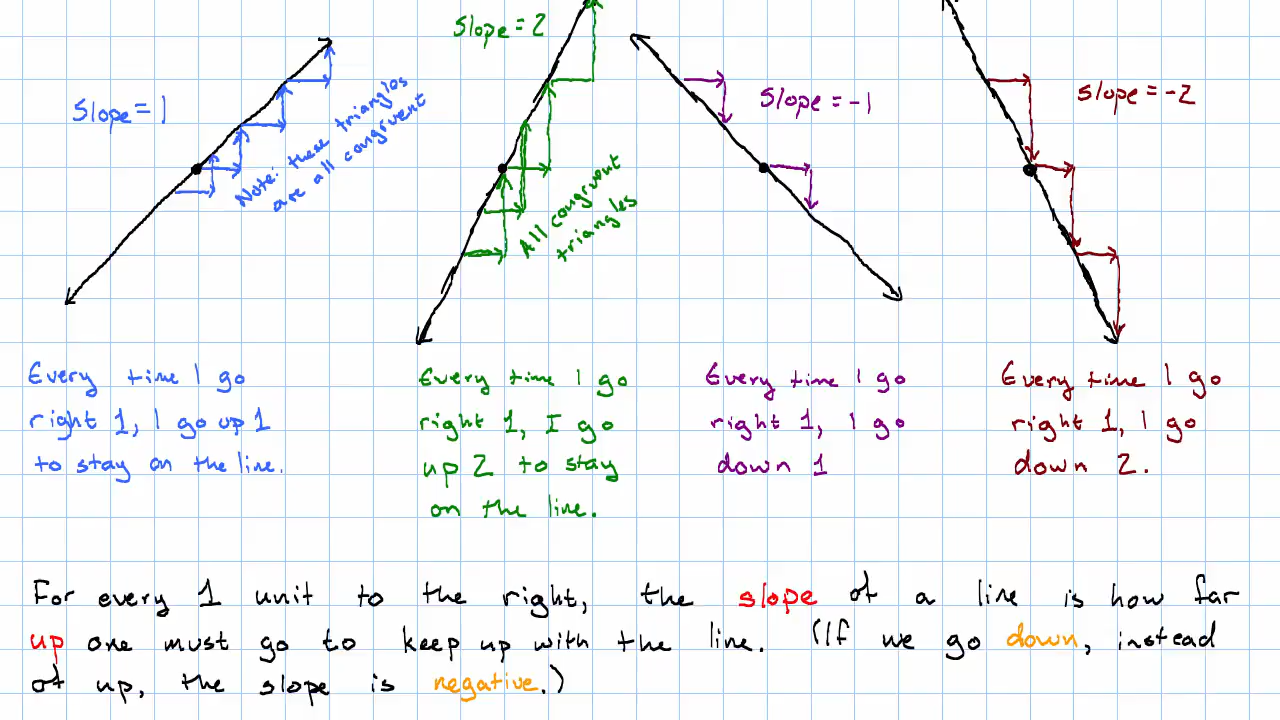 Slope = 1
Note: these triangles
are all congruent
Slope = 2
All congruent
triangles
Slope = -1
Slope = -2
Every time I go
right 1, I go up 1
to stay on the line.
Every time I go
right 1, I go
up 2 to stay
on the line.
Every time I go
right 1, I go
down 1
Every time I go
right 1, I go
down 2.
For every 1 unit to the right, the slope of a line is how far
up one must go to keep up with the line. (If we go down, instead
of up, the slope is negative.)